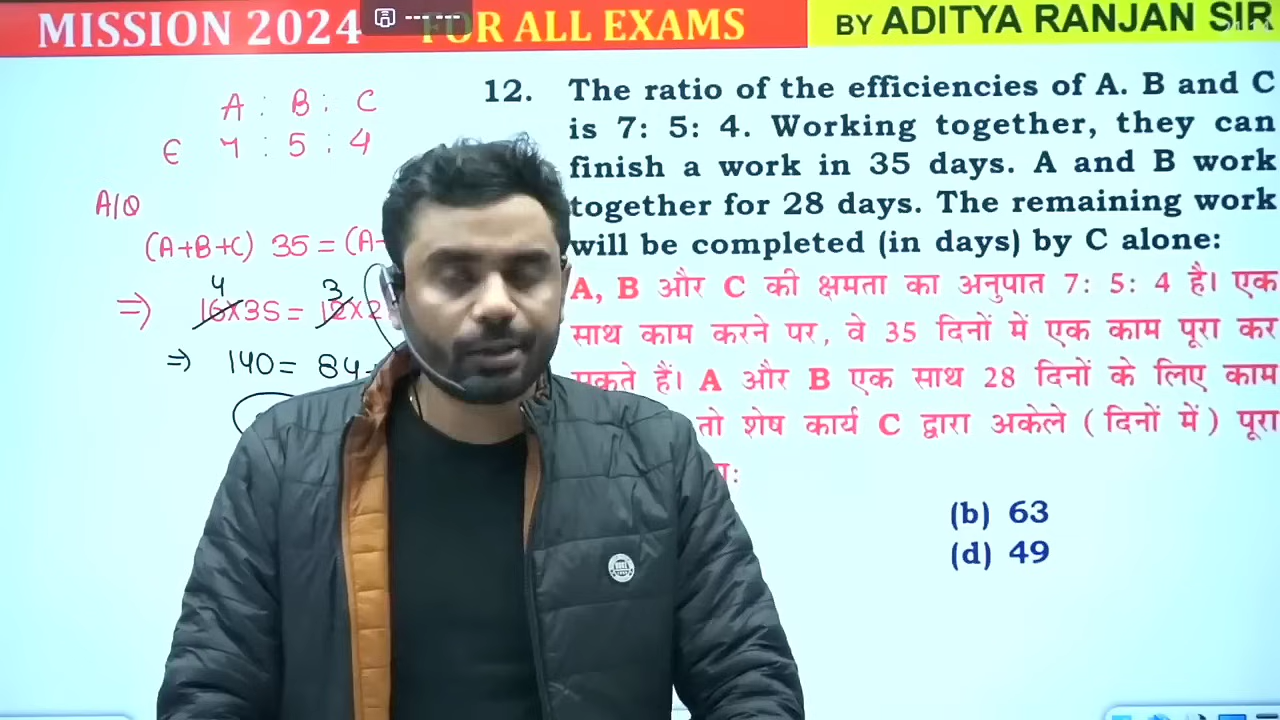 MISSION 2024 FOR ALL EXAMS
BY ADITYA RANJAN SIR
A : B : C
E 7 : 5 : 4
A/Q
(A+B+C) 35 = (A
4 3
⇒ 16×35 = 12×2
⇒ 140 = 84
12. The ratio of the efficiencies of A. B and C
is 7: 5: 4. Working together, they can
finish a work in 35 days. A and B work
together for 28 days. The remaining work
will be completed (in days) by C alone:
A, B और C की क्षमता का अनुपात 7: 5: 4 है। एक
साथ काम करने पर, वे 35 दिनों में एक काम पूरा कर
सकते हैं। A और B एक साथ 28 दिनों के लिए काम
तो शेष कार्य C द्वारा अकेले (दिनों में) पूरा
(b) 63
(d) 49